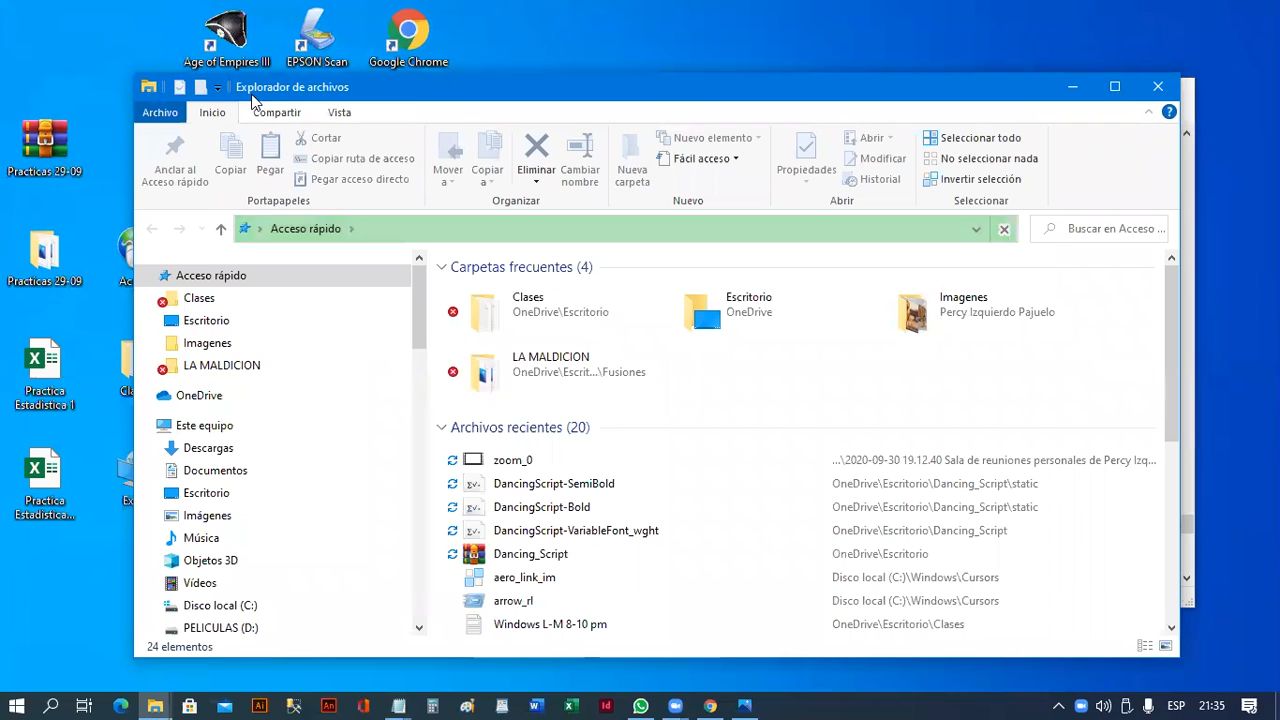 Age of Empires III
EPSON Scan
Google Chrome
Practicas 29-09
Practicas 29-09
Practica
Estadistica 1
Practica
Estadistica...
Explorador de archivos
Archivo
Inicio
Compartir
Vista
Anclar al
Acceso rápido
Copiar
Pegar
Cortar
Copiar ruta de acceso
Pegar acceso directo
Portapapeles
Mover
a
Copiar
a
Eliminar
Cambiar
nombre
Organizar
Nueva
carpeta
Nuevo elemento
Fácil acceso
Nuevo
Propiedades
Abrir
Modificar
Historial
Abrir
Seleccionar todo
No seleccionar nada
Invertir selección
Seleccionar
Acceso rápido
Buscar en Acceso ...
Acceso rápido
Clases
Escritorio
Imagenes
LA MALDICION
OneDrive
Este equipo
Descargas
Documentos
Escritorio
Imágenes
Música
Objetos 3D
Vídeos
Disco local (C:)
PELICULAS (D:)
Carpetas frecuentes (4)
Clases
OneDrive\Escritorio
Escritorio
OneDrive
Imagenes
Percy Izquierdo Pajuelo
LA MALDICION
OneDrive\Escrit...\Fusiones
Archivos recientes (20)
zoom_0 ...\2020-09-30 19.12.40 Sala de reuniones personales de Percy Izq...
DancingScript-SemiBold OneDrive\Escritorio\Dancing_Script\static
DancingScript-Bold OneDrive\Escritorio\Dancing_Script\static
DancingScript-VariableFont_wght OneDrive\Escritorio\Dancing_Script
Dancing_Script OneDrive\Escritorio
aero_link_im Disco local (C:)\Windows\Cursors
arrow_rl Disco local (C:)\Windows\Cursors
Windows L-M 8-10 pm OneDrive\Escritorio\Clases
24 elementos
ESP
21:35